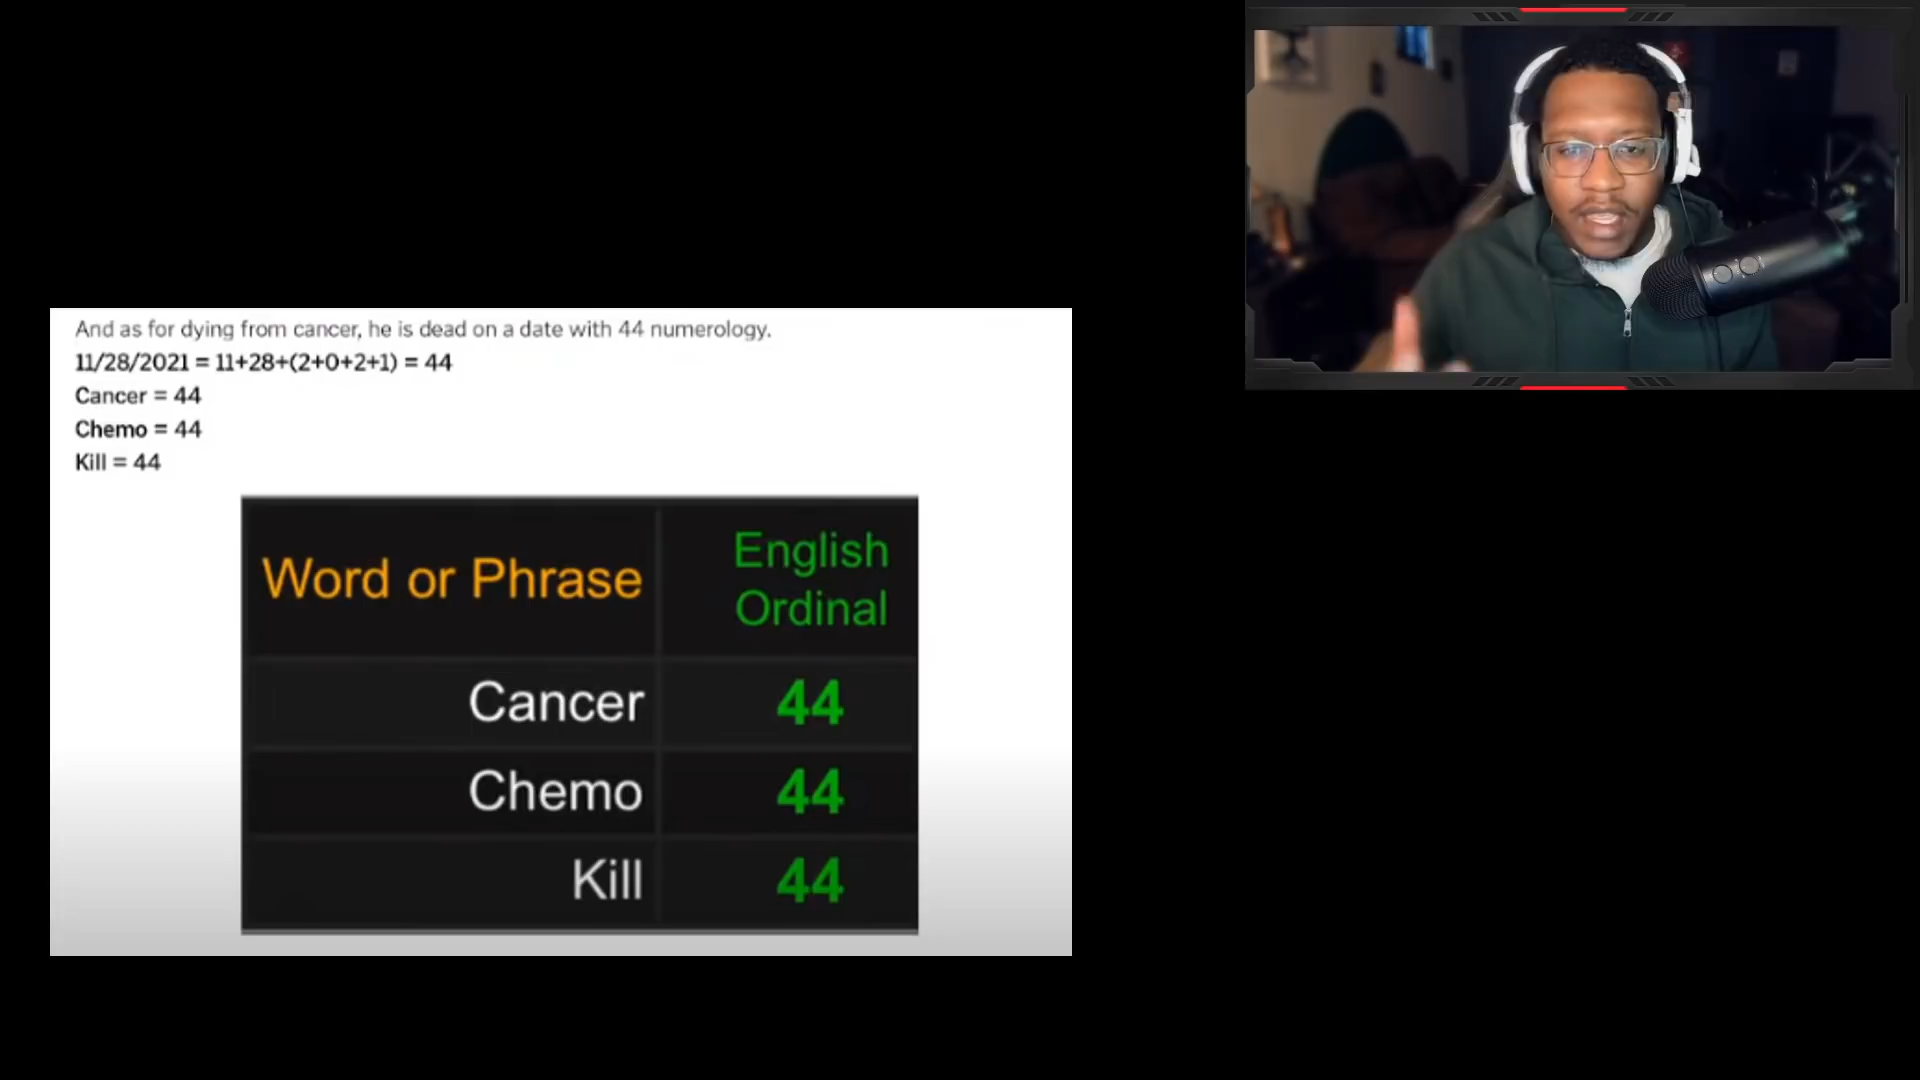 And as for dying from cancer, he is dead on a date with 44 numerology.
11/28/2021 = 11+28+(2+0+2+1) = 44
Cancer = 44
Chemo = 44
Kill = 44
Word or Phrase
English
Ordinal
Cancer 44
Chemo 44
Kill 44